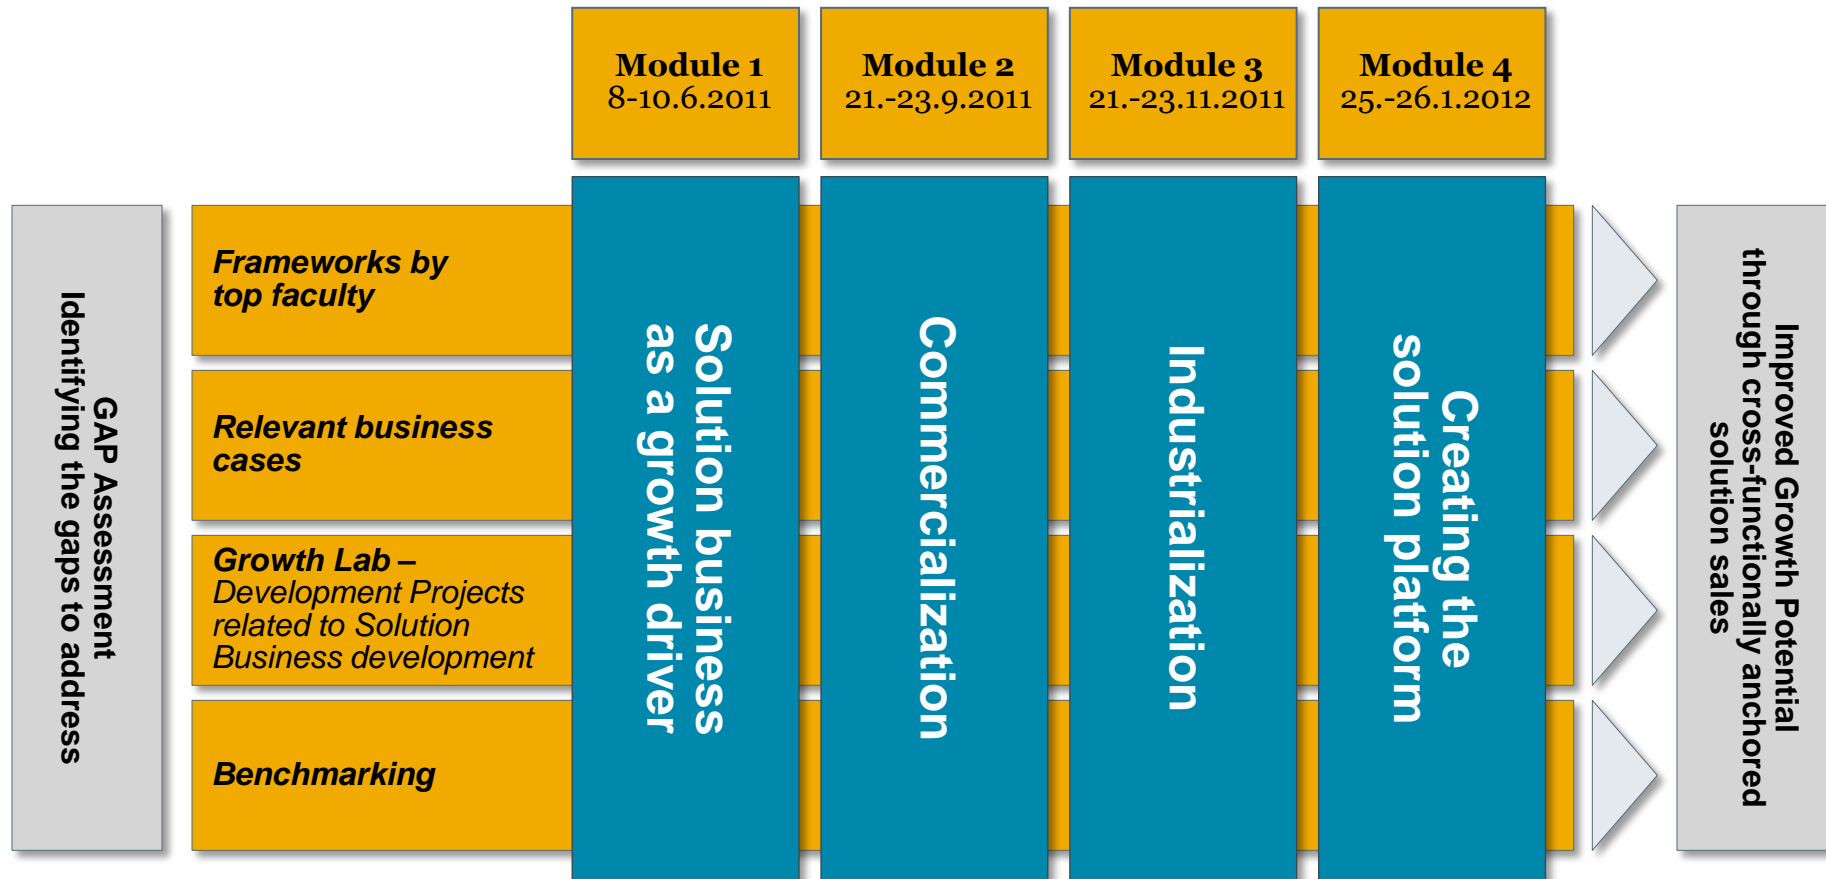 Module 1
8-10.6.2011
Module 2
21.-23.9.2011
Module 3
21.-23.11.2011
Module 4
25.-26.1.2012
GAP Assessment
Identifying the gaps to address
Frameworks by
top faculty
Relevant business
cases
Growth Lab –
Development Projects
related to Solution
Business development
Benchmarking
Solution business
as a growth driver
Commercialization
Industrialization
Creating the
solution platform
Improved Growth Potential
through cross-functionally anchored
solution sales